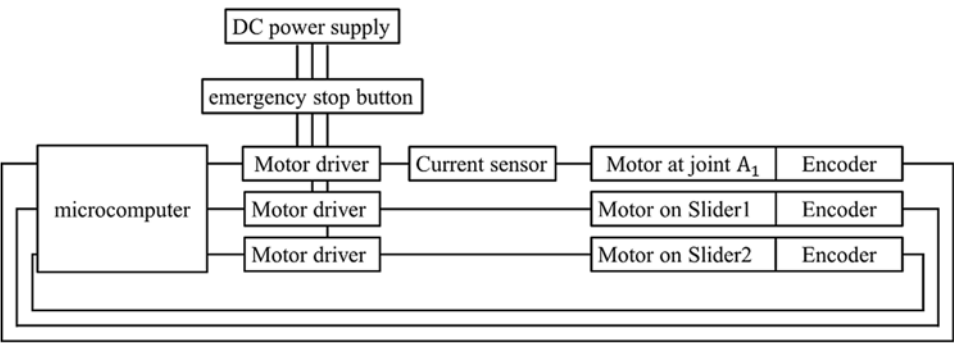 DC power supply
emergency stop button
Motor driver
Current sensor
Motor at joint A₁
Encoder
microcomputer
Motor driver
Motor on Slider1
Encoder
Motor driver
Motor on Slider2
Encoder